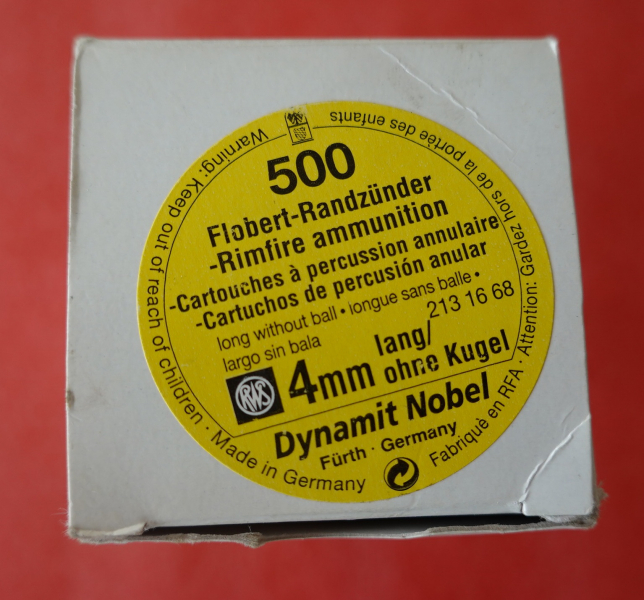 Warning: Keep out of reach of children · Made in Germany
Fabriqué en RFA · Attention: Gardez hors de la portée des enfants
500
Flobert-Randzünder
-Rimfire ammunition
-Cartouches à percussion annulaire
-Cartuchos de percusión anular
long without ball • longue sans balle •
largo sin bala
213 16 68
RWS
4mm lang/
ohne Kugel
Dynamit Nobel
Fürth · Germany